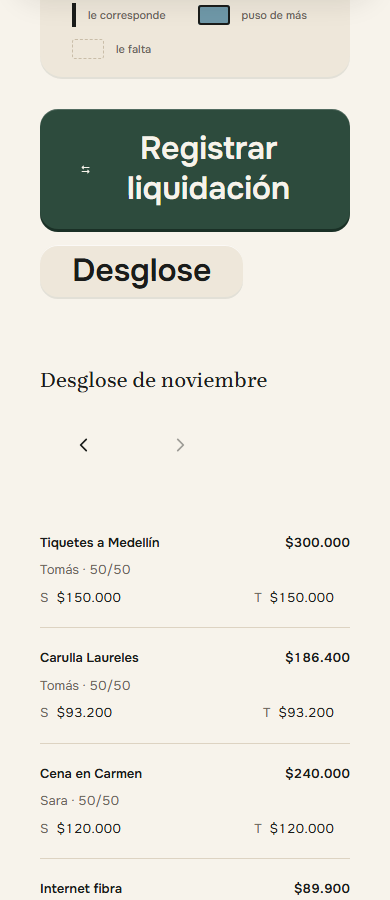 le corresponde
puso de más
le falta
Registrar
liquidación
Desglose
Desglose de noviembre
Tiquetes a Medellín $300.000
Tomás · 50/50
S $150.000 T $150.000
Carulla Laureles $186.400
Tomás · 50/50
S $93.200 T $93.200
Cena en Carmen $240.000
Sara · 50/50
S $120.000 T $120.000
Internet fibra $89.900